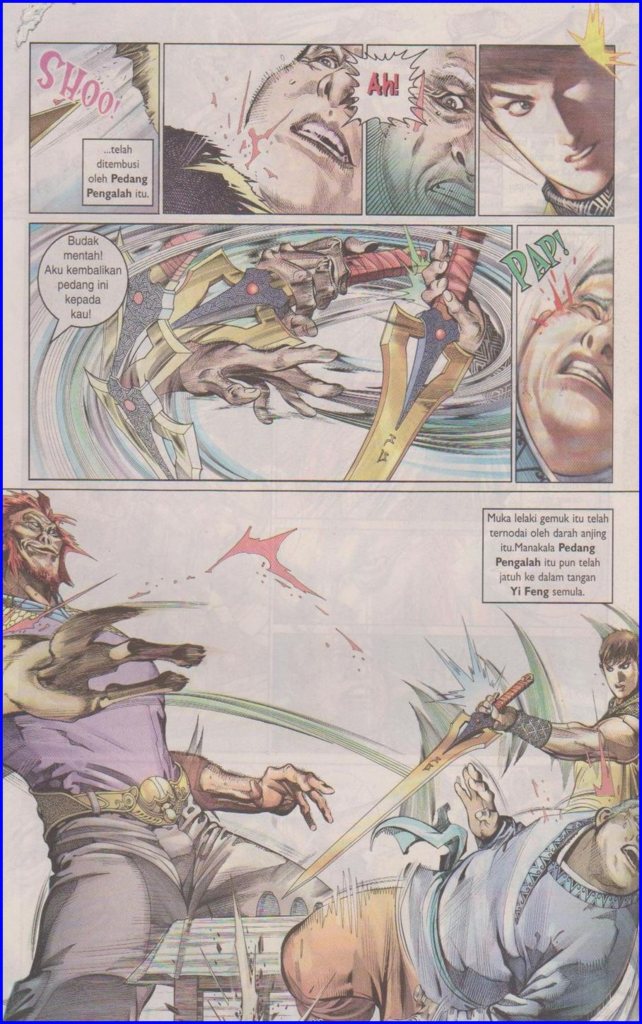 SHOO!
...telah
ditembusi
oleh Pedang
Pengalah itu.
Ah!
Budak
mentah!
Aku kembalikan
pedang ini
kepada
kau!
PAP!
Muka lelaki gemuk itu telah
ternodai oleh darah anjing
itu.Manakala Pedang
Pengalah itu pun telah
jatuh ke dalam tangan
Yi Feng semula.